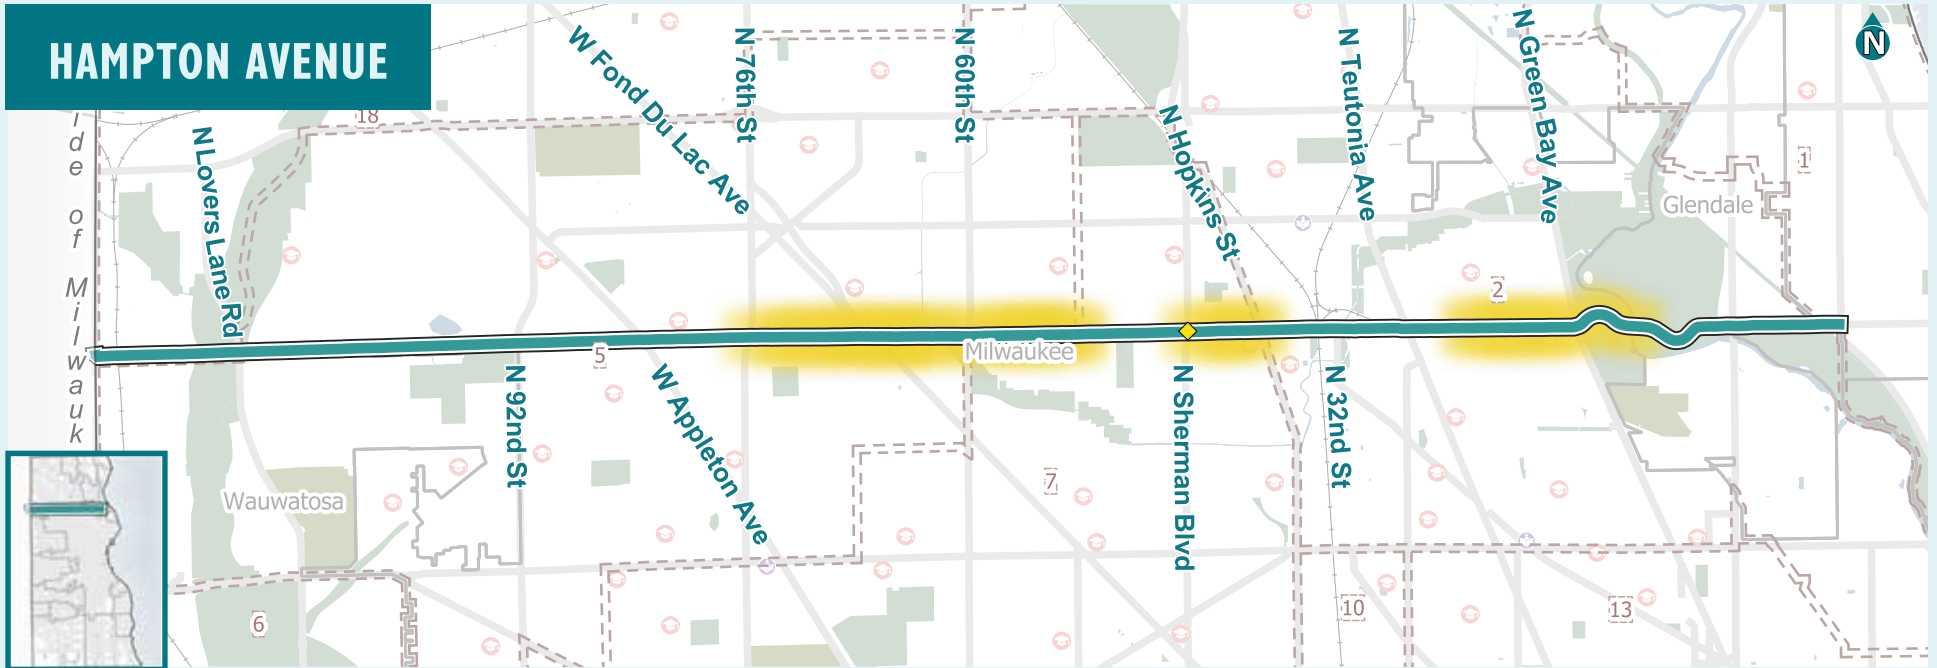 HAMPTON AVENUE
N
N Lovers Lane Rd
W Fond Du Lac Ave
N 76th St
N 60th St
N Hopkins St
N Teutonia Ave
N Green Bay Ave
18
1
Glendale
2
ide of Milwauk
5
Milwaukee
N 92nd St
W Appleton Ave
N Sherman Blvd
N 32nd St
Wauwatosa
7
6
10
13